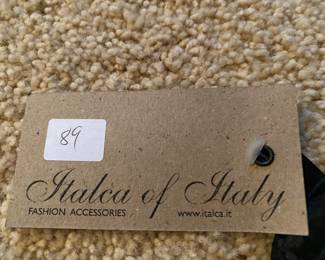 89
Italca of Italy
FASHION ACCESSORIES www.italca.it